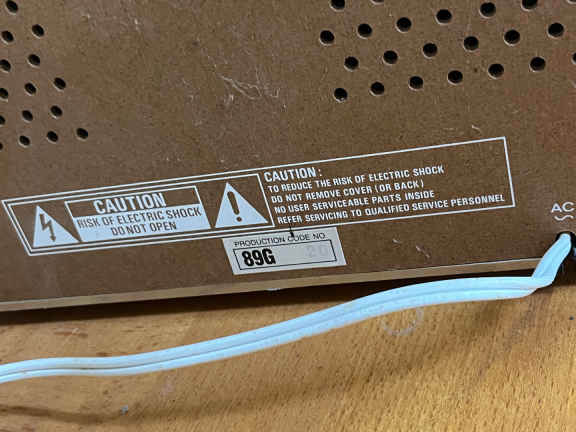 CAUTION
RISK OF ELECTRIC SHOCK
DO NOT OPEN
CAUTION:
TO REDUCE THE RISK OF ELECTRIC SHOCK
DO NOT REMOVE COVER (OR BACK)
NO USER SERVICEABLE PARTS INSIDE
REFER SERVICING TO QUALIFIED SERVICE PERSONNEL
AC
PRODUCTION CODE NO.
89G 20